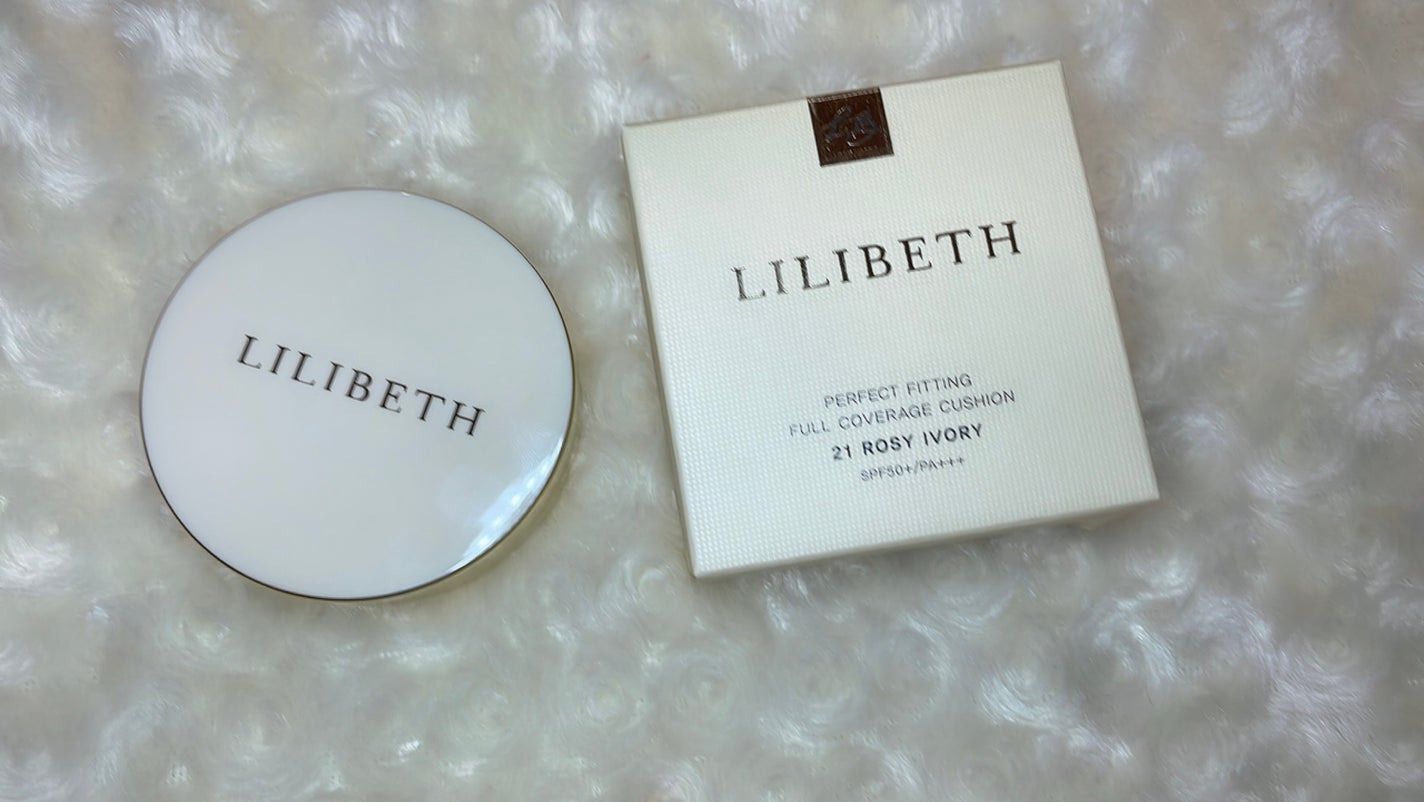 LILIBETH
LILIBETH
PERFECT FITTING
FULL COVERAGE CUSHION
21 ROSY IVORY
SPF50+/PA+++